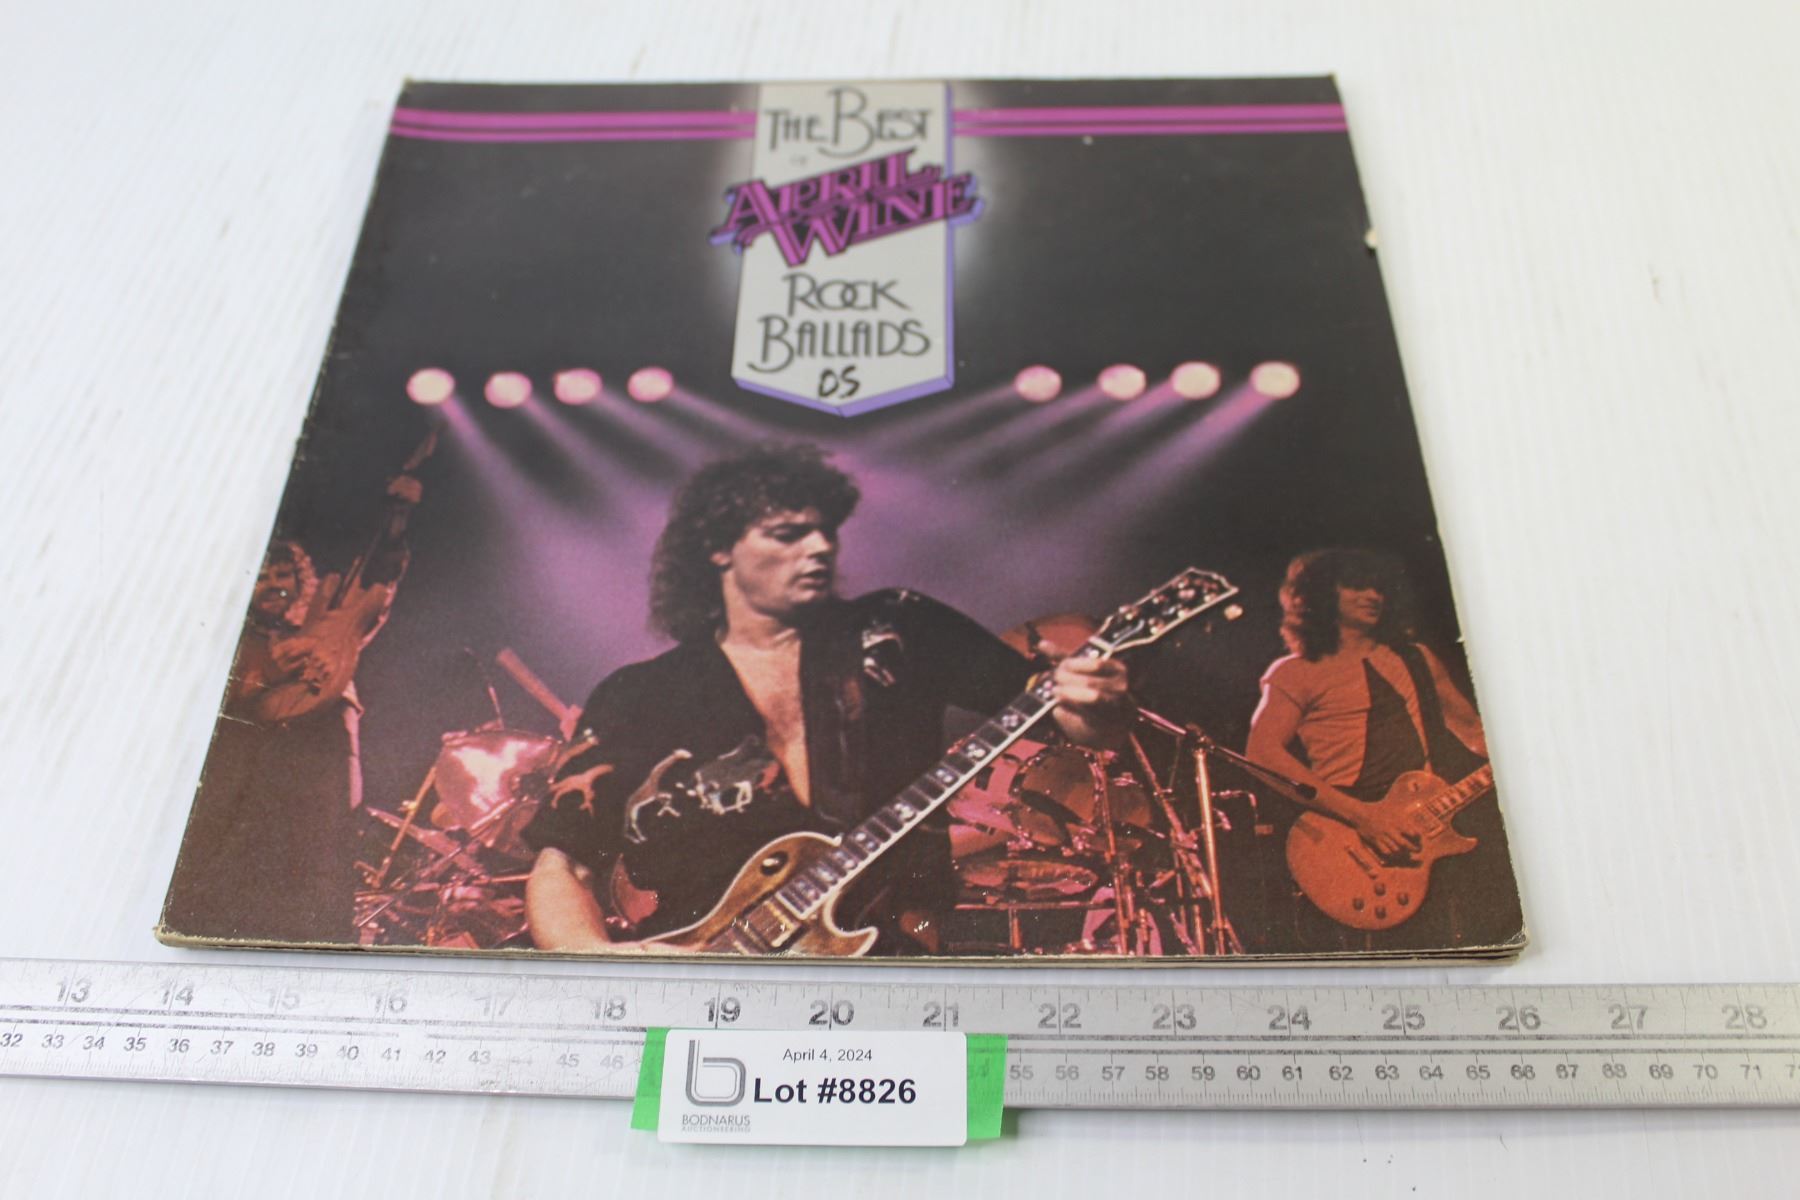 THE BEST
OF
APRIL
WINE
ROCK
BALLADS
DS
13 14 15 16 17 18 19 20 21 22 23 24 25 26 27 28
32 33 34 35 36 37 38 39 40 41 42 43 45 46 54 55 56 57 58 59 60 61 62 63 64 65 66 67 68 69 70 71
April 4, 2024
Lot #8826
BODNARUS
AUCTIONEERING